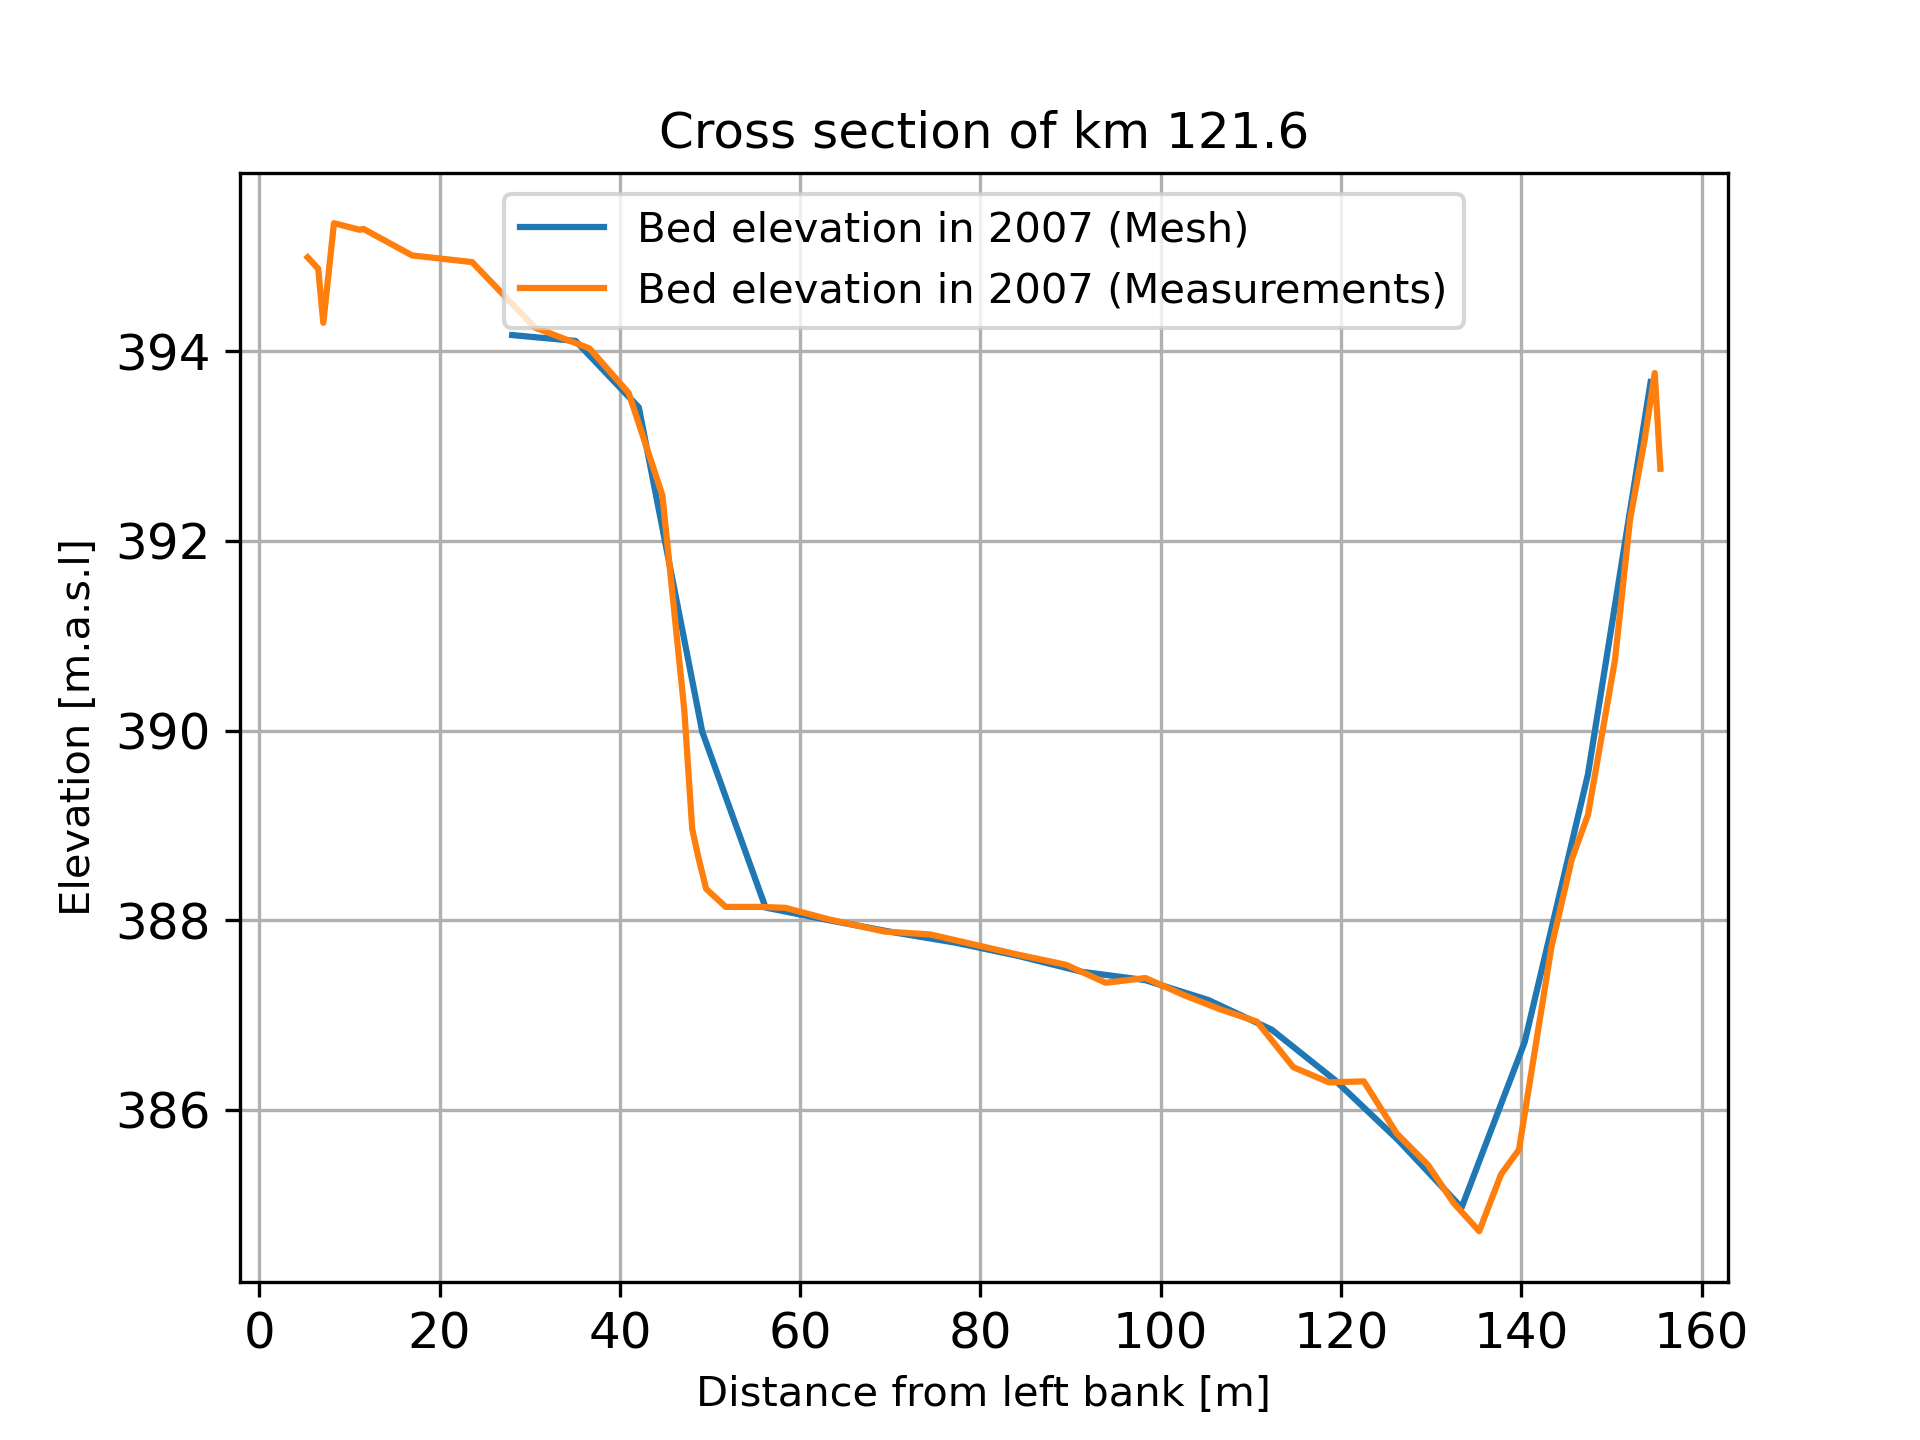 Cross section of km 121.6
Bed elevation in 2007 (Mesh)
Bed elevation in 2007 (Measurements)
Elevation [m.a.s.l]
394
392
390
388
386
0 20 40 60 80 100 120 140 160
Distance from left bank [m]